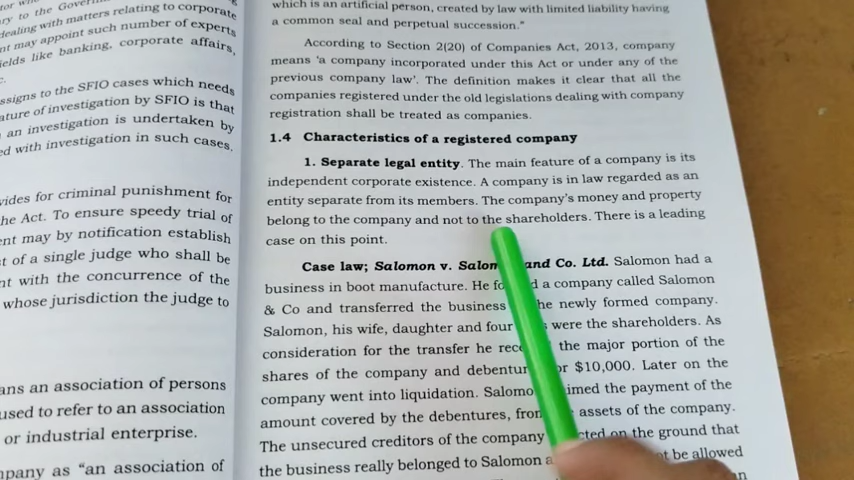 to the Govern
dealing with matters relating to corporate
nt may appoint such number of experts
ields like banking, corporate affairs,
ssigns to the SFIO cases which needs
ature of investigation by SFIO is that
an investigation is undertaken by
ed with investigation in such cases.
vides for criminal punishment for
he Act. To ensure speedy trial of
ent may by notification establish
t of a single judge who shall be
nt with the concurrence of the
whose jurisdiction the judge to
ans an association of persons
used to refer to an association
or industrial enterprise.
mpany as "an association of
which is an artificial person, created by law with limited liability having
a common seal and perpetual succession."
According to Section 2(20) of Companies Act, 2013, company
means 'a company incorporated under this Act or under any of the
previous company law'. The definition makes it clear that all the
companies registered under the old legislations dealing with company
registration shall be treated as companies.
1.4 Characteristics of a registered company
1. Separate legal entity. The main feature of a company is its
independent corporate existence. A company is in law regarded as an
entity separate from its members. The company's money and property
belong to the company and not to the shareholders. There is a leading
case on this point.
Case law; Salomon v. Salom and Co. Ltd. Salomon had a
business in boot manufacture. He fo d a company called Salomon
& Co and transferred the business he newly formed company.
Salomon, his wife, daughter and four were the shareholders. As
consideration for the transfer he rec the major portion of the
shares of the company and debentur or $10,000. Later on the
company went into liquidation. Salomo imed the payment of the
amount covered by the debentures, fro assets of the company.
The unsecured creditors of the company cted on the ground that
the business really belonged to Salomon a t be allowed